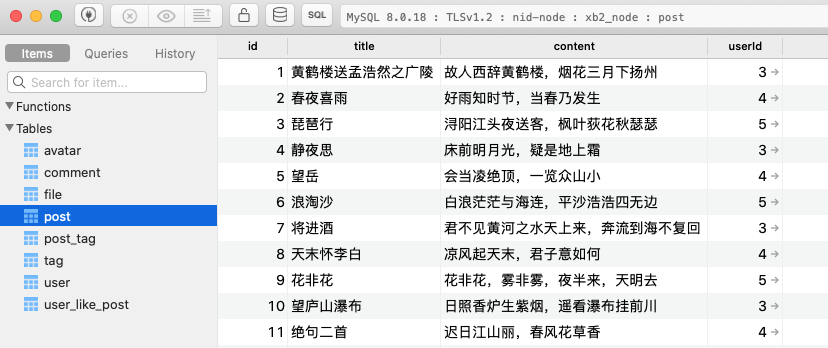 SQL
MySQL 8.0.18 : TLSv1.2 : nid-node : xb2_node : post
Items Queries History
Search for item...
Functions
Tables
avatar
comment
file
post
post_tag
tag
user
user_like_post
id title content userId
1 黄鹤楼送孟浩然之广陵 故人西辞黄鹤楼，烟花三月下扬州 3
2 春夜喜雨 好雨知时节，当春乃发生 4
3 琵琶行 浔阳江头夜送客，枫叶荻花秋瑟瑟 5
4 静夜思 床前明月光，疑是地上霜 3
5 望岳 会当凌绝顶，一览众山小 4
6 浪淘沙 白浪茫茫与海连，平沙浩浩四无边 5
7 将进酒 君不见黄河之水天上来，奔流到海不复回 3
8 天末怀李白 凉风起天末，君子意如何 4
9 花非花 花非花，雾非雾，夜半来，天明去 5
10 望庐山瀑布 日照香炉生紫烟，遥看瀑布挂前川 3
11 绝句二首 迟日江山丽，春风花草香 4